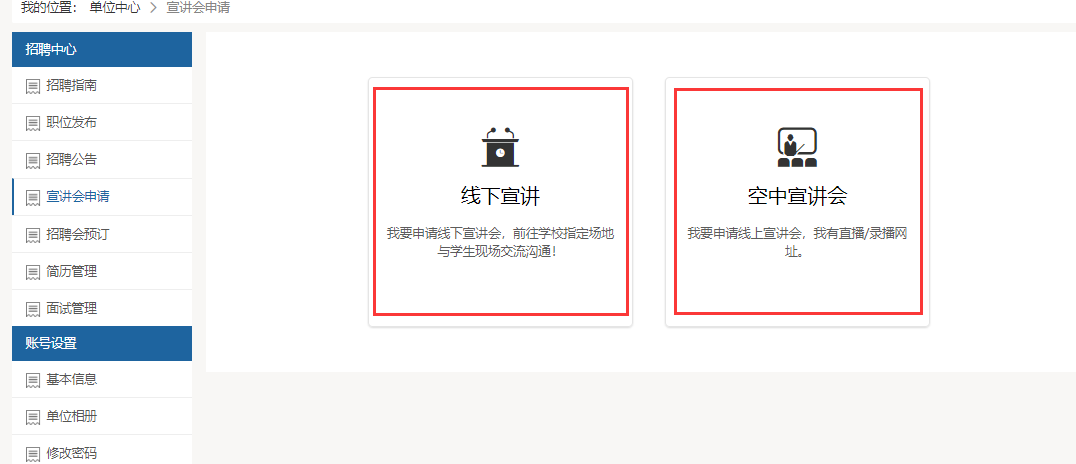 我的位置： 单位中心 > 宣讲会申请
招聘中心
招聘指南
职位发布
招聘公告
宣讲会申请
招聘会预订
简历管理
面试管理
账号设置
基本信息
单位相册
修改密码
线下宣讲
我要申请线下宣讲会，前往学校指定场地
与学生现场交流沟通！
空中宣讲会
我要申请线上宣讲会，我有直播/录播网
址。